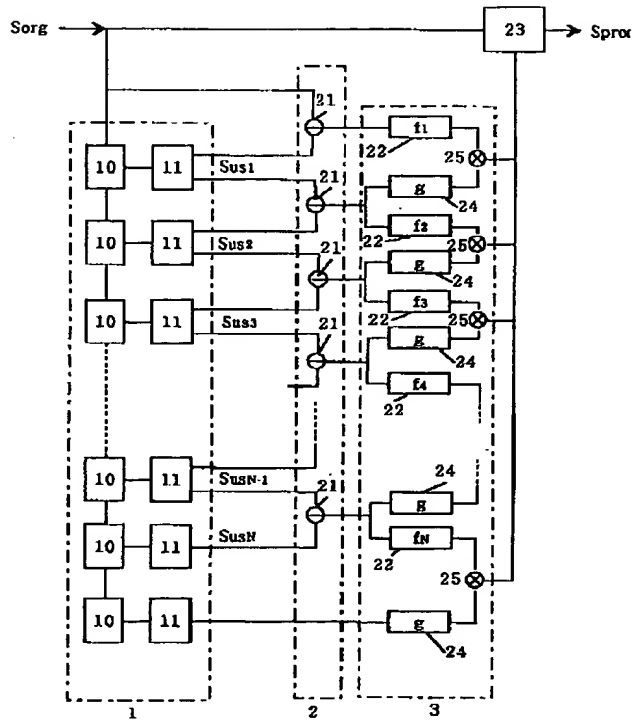 Sorg 23 Sprox
21
f1
22 25
10 11 Sus1
21
g
24
f2
22 25
10 11 Sus2
21
g
24
f3
22 25
10 11 Sus3
21
g
24
f4
22
10 11 SusN-1
24
21
g
fN
22 25
10 11 SusN
10 11
g
24
1 2 3